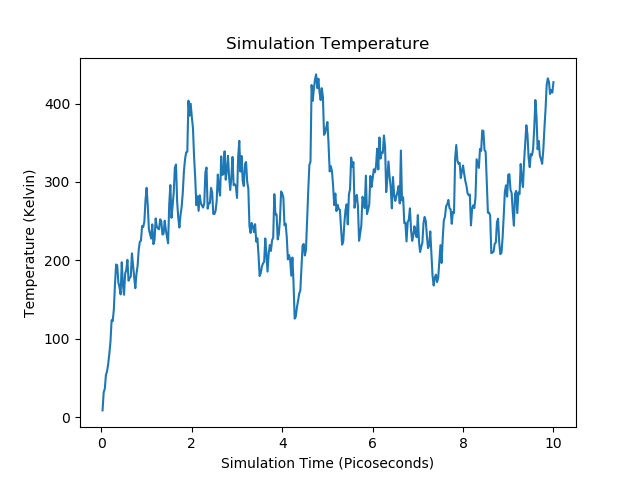 Simulation Temperature
400
300
200
100
0
Temperature (Kelvin)
0 2 4 6 8 10
Simulation Time (Picoseconds)